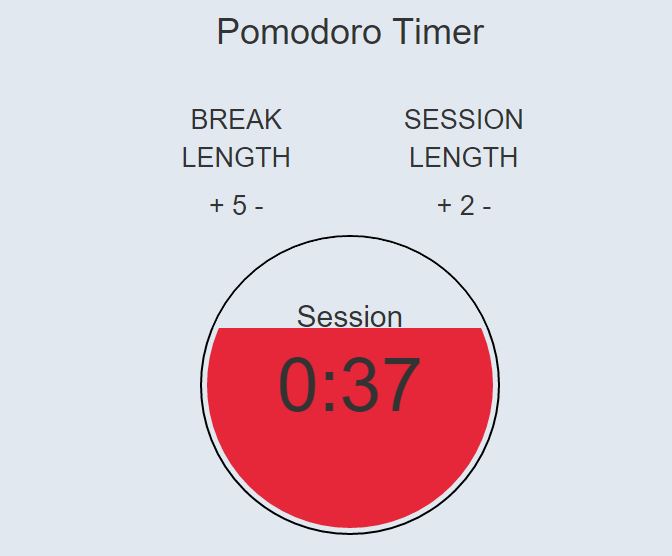 Pomodoro Timer
BREAK
LENGTH
+ 5 -
SESSION
LENGTH
+ 2 -
Session
0:37